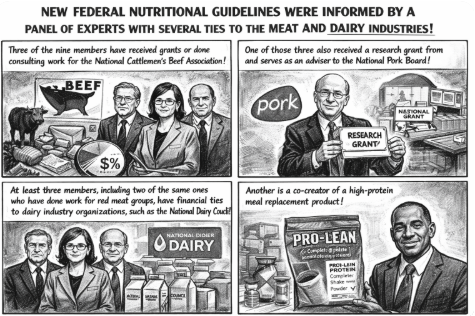 NEW FEDERAL NUTRITIONAL GUIDELINES WERE INFORMED BY A
PANEL OF EXPERTS WITH SEVERAL TIES TO THE MEAT AND DAIRY INDUSTRIES!
Three of the nine members have received grants or done
consulting work for the National Cattlemen's Beef Association!
BEEF
$%
One of those three also received a research grant from
and serves as an adviser to the National Pork Board!
pork
NATIONAL
GRANT
RESEARCH
GRANT
At least three members, including two of the same ones
who have done work for red meat groups, have financial ties
to dairy industry organizations, such as the National Dairy
DAIRY
COUNCIL
Another is a co-creator of a high-protein
meal replacement product!
PRO-LEAN
PROTEIN
Shake
Powder